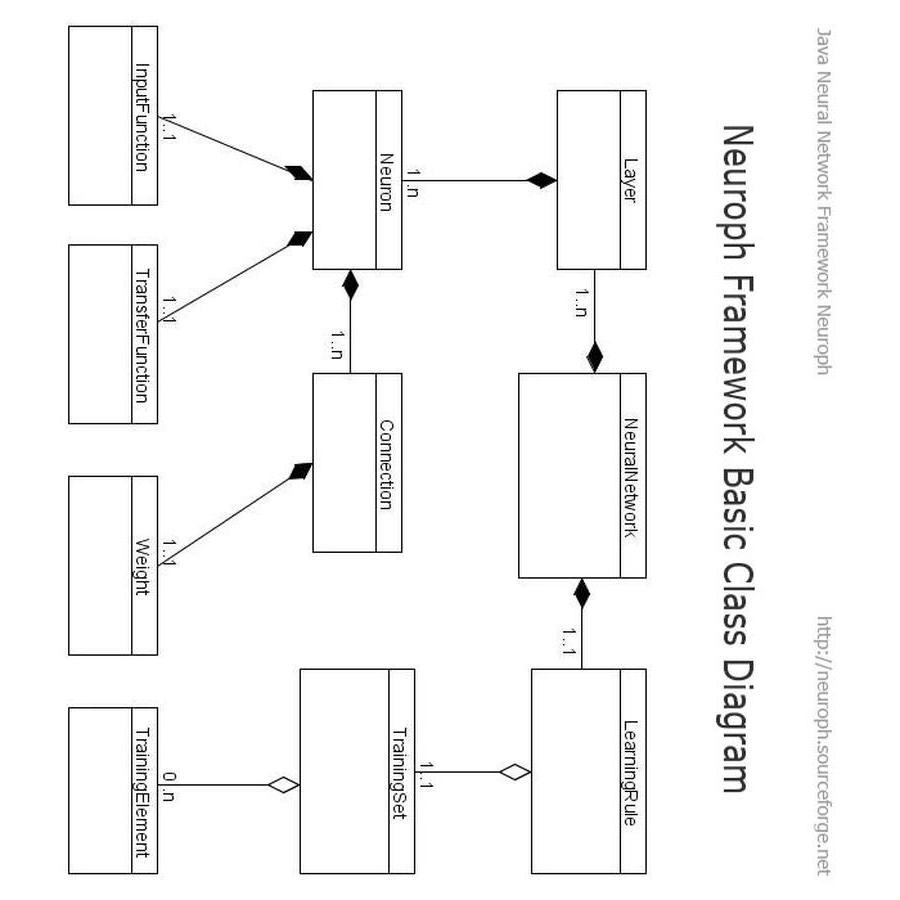 Java Neural Network Framework Neuroph
http://neuroph.sourceforge.net
Neuroph Framework Basic Class Diagram
Layer
1..n
NeuralNetwork
1..1
LearningRule
1..n
Neuron
1..n
Connection
1..1
TrainingSet
1..1
InputFunction
1..1
TransferFunction
1..1
Weight
0..n
TrainingElement